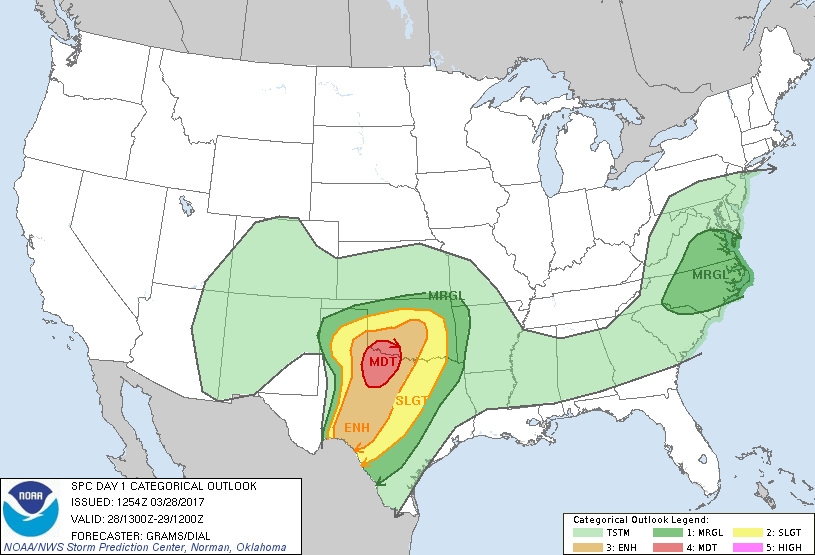 MRGL
MRGL
MDT
SLGT
ENH
NOAA
SPC DAY 1 CATEGORICAL OUTLOOK
ISSUED: 1254Z 03/28/2017
VALID: 28/1300Z-29/1200Z
FORECASTER: GRAMS/DIAL
NOAA/NWS Storm Prediction Center, Norman, Oklahoma
Categorical Outlook Legend:
TSTM 1: MRGL 2: SLGT
3: ENH 4: MDT 5: HIGH